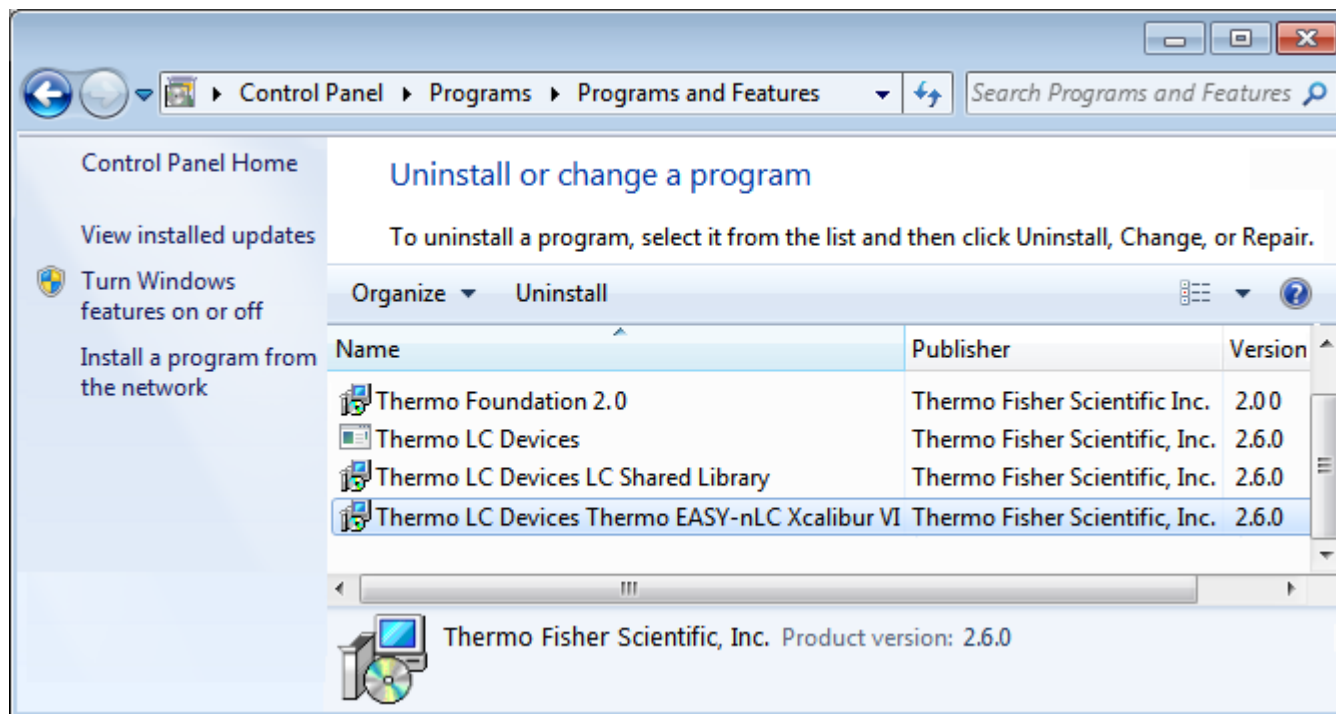 Control Panel ▸ Programs ▸ Programs and Features
Search Programs and Features
Control Panel Home
View installed updates
Turn Windows
features on or off
Install a program from
the network
Uninstall or change a program
To uninstall a program, select it from the list and then click Uninstall, Change, or Repair.
Organize Uninstall
Name Publisher Version
Thermo Foundation 2.0 Thermo Fisher Scientific Inc. 2.0 0
Thermo LC Devices Thermo Fisher Scientific, Inc. 2.6.0
Thermo LC Devices LC Shared Library Thermo Fisher Scientific, Inc. 2.6.0
Thermo LC Devices Thermo EASY-nLC Xcalibur VI Thermo Fisher Scientific, Inc. 2.6.0
Thermo Fisher Scientific, Inc. Product version: 2.6.0